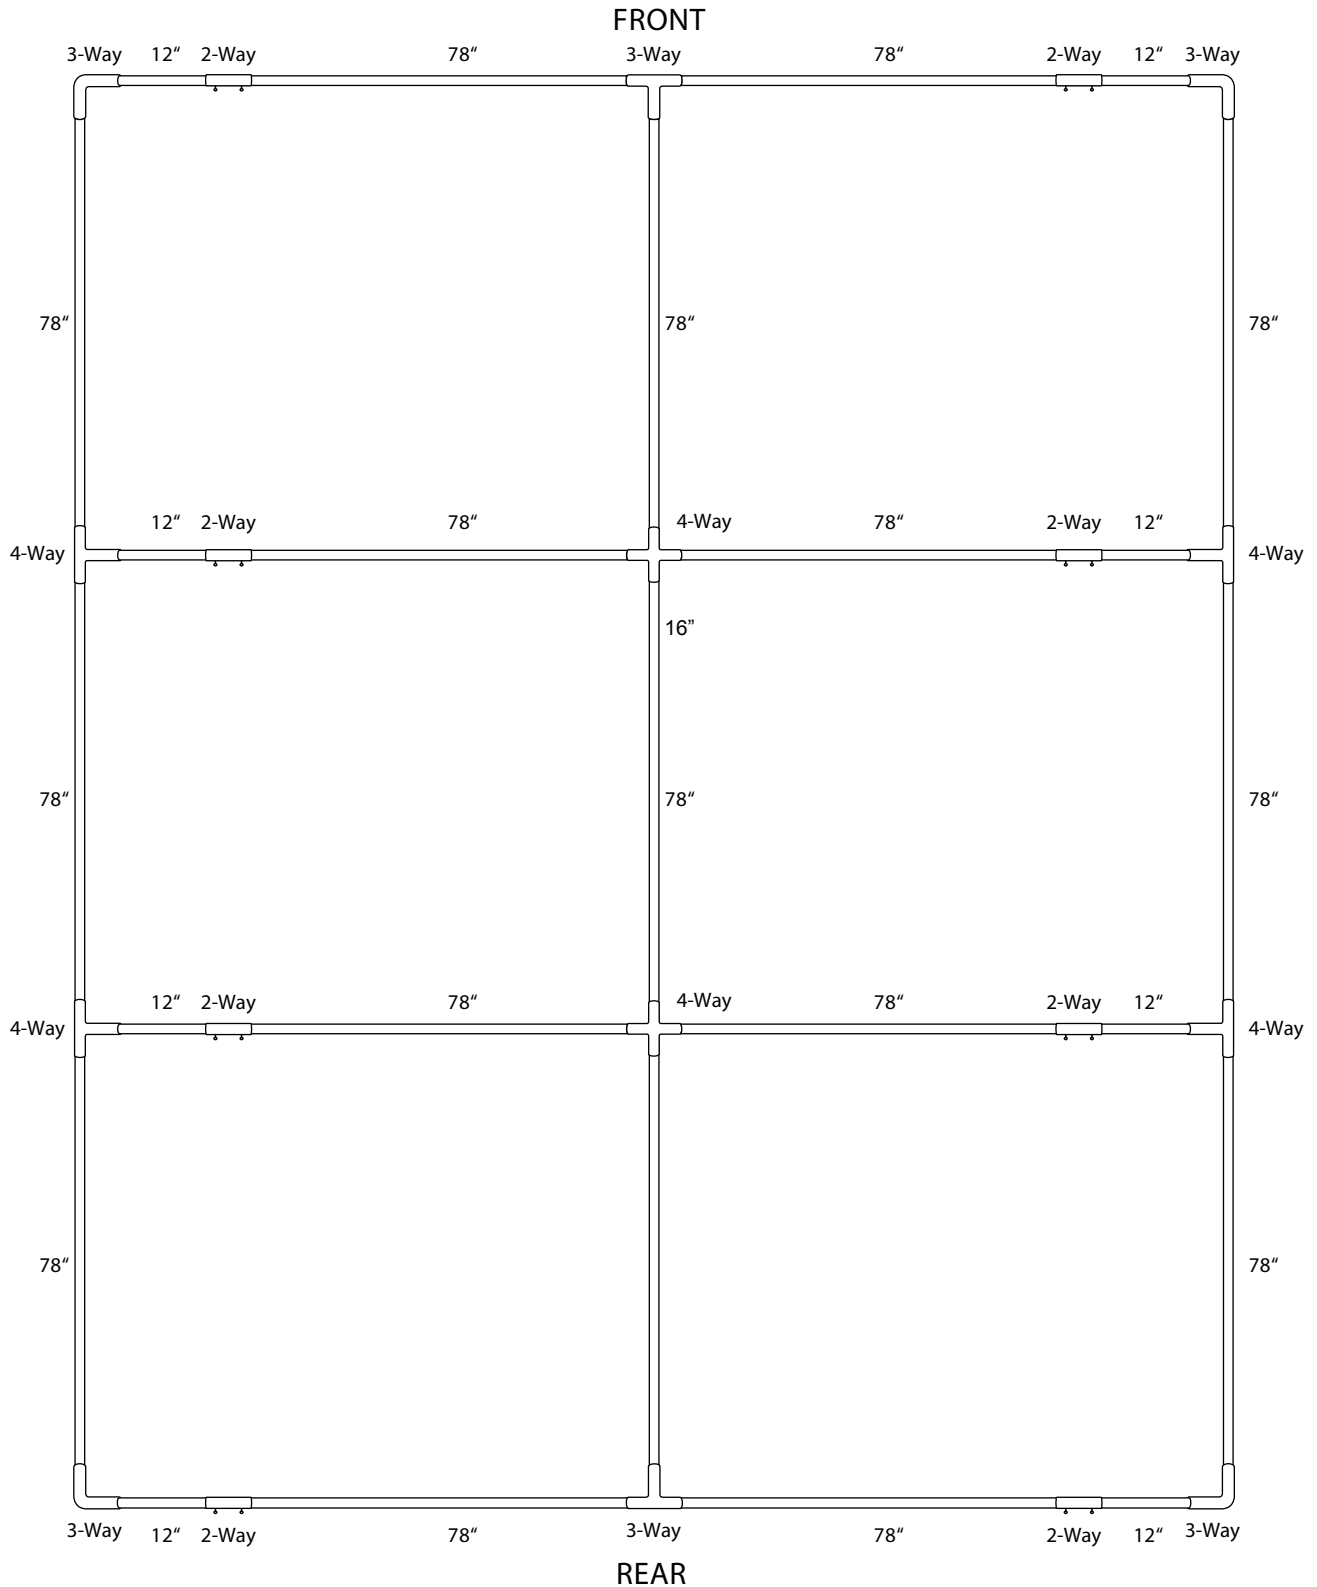 FRONT
3-Way 12“ 2-Way 78“ 3-Way 78“ 2-Way 12“ 3-Way
78“ 78“ 78“
12“ 2-Way 78“ 4-Way 78“ 2-Way 12“
4-Way 4-Way
16”
78“ 78“ 78“
12“ 2-Way 78“ 4-Way 78“ 2-Way 12“
4-Way 4-Way
78“ 78“
3-Way 12“ 2-Way 78“ 3-Way 78“ 2-Way 12“ 3-Way
REAR